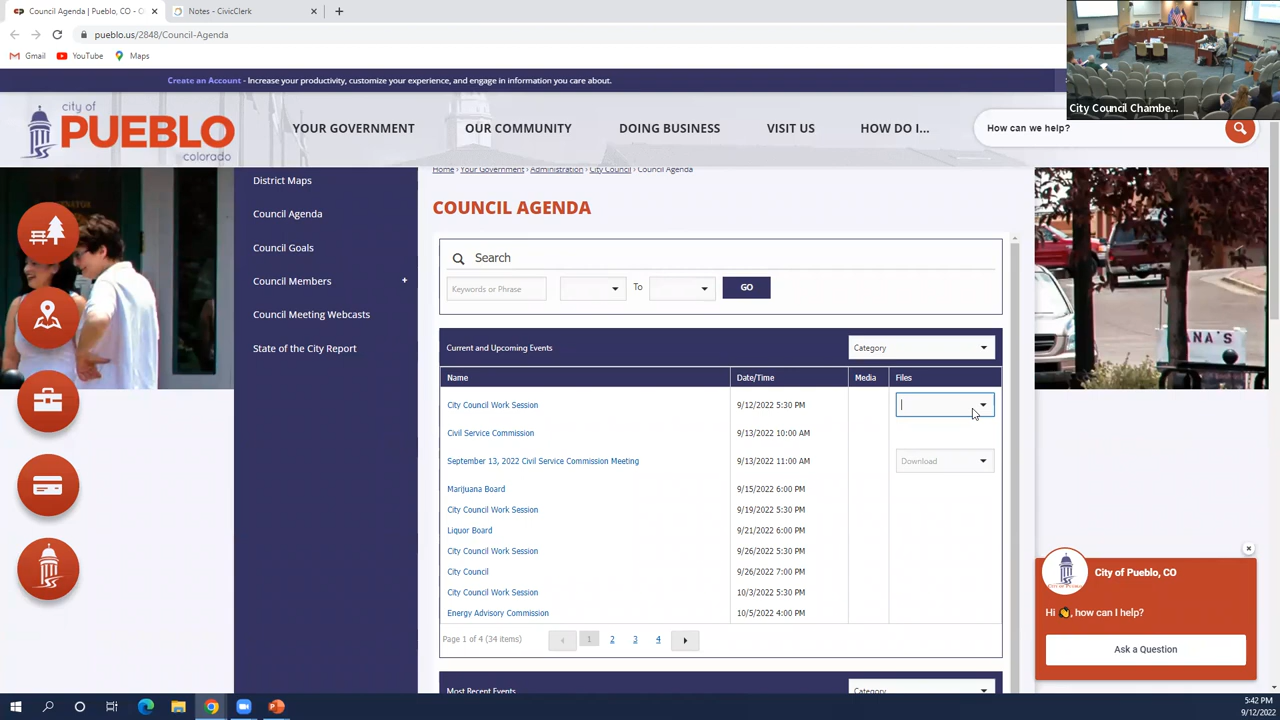 Council Agenda | Pueblo, CO - O
Notes - CivicClerk
pueblo.us/2848/Council-Agenda
Gmail
YouTube
Maps
City Council Chambe...
Create an Account - Increase your productivity, customize your experience, and engage in information you care about.
city of
PUEBLO
colorado
YOUR GOVERNMENT
OUR COMMUNITY
DOING BUSINESS
VISIT US
HOW DO I...
How can we help?
District Maps
Council Agenda
Council Goals
Council Members +
Council Meeting Webcasts
State of the City Report
Home › Your Government › Administration › City Council › Council Agenda
COUNCIL AGENDA
Search
Keywords or Phrase
To
GO
Current and Upcoming Events
Category
Name Date/Time Media Files
City Council Work Session 9/12/2022 5:30 PM
Civil Service Commission 9/13/2022 10:00 AM
September 13, 2022 Civil Service Commission Meeting 9/13/2022 11:00 AM Download
Marijuana Board 9/15/2022 6:00 PM
City Council Work Session 9/19/2022 5:30 PM
Liquor Board 9/21/2022 6:00 PM
City Council Work Session 9/26/2022 5:30 PM
City Council 9/26/2022 7:00 PM
City Council Work Session 10/3/2022 5:30 PM
Energy Advisory Commission 10/5/2022 4:00 PM
Page 1 of 4 (34 items) 1 2 3 4
Most Recent Events
Category
ANA'S
City of Pueblo, CO
Hi 👋, how can I help?
Ask a Question
5:42 PM
9/12/2022